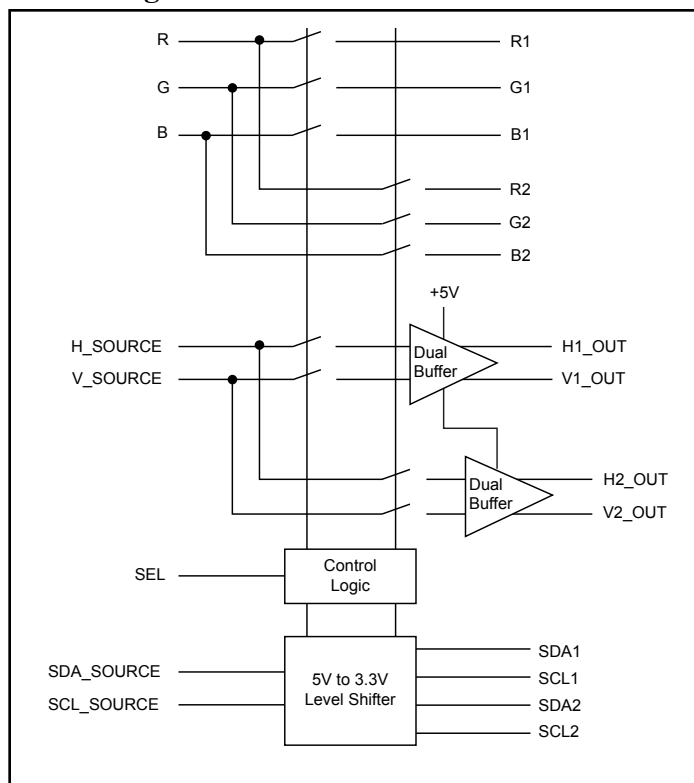 R
R1
G
G1
B
B1
R2
G2
B2
+5V
H_SOURCE
Dual
Buffer
H1_OUT
V_SOURCE
V1_OUT
Dual
Buffer
H2_OUT
V2_OUT
SEL
Control
Logic
SDA_SOURCE
SCL_SOURCE
5V to 3.3V
Level Shifter
SDA1
SCL1
SDA2
SCL2